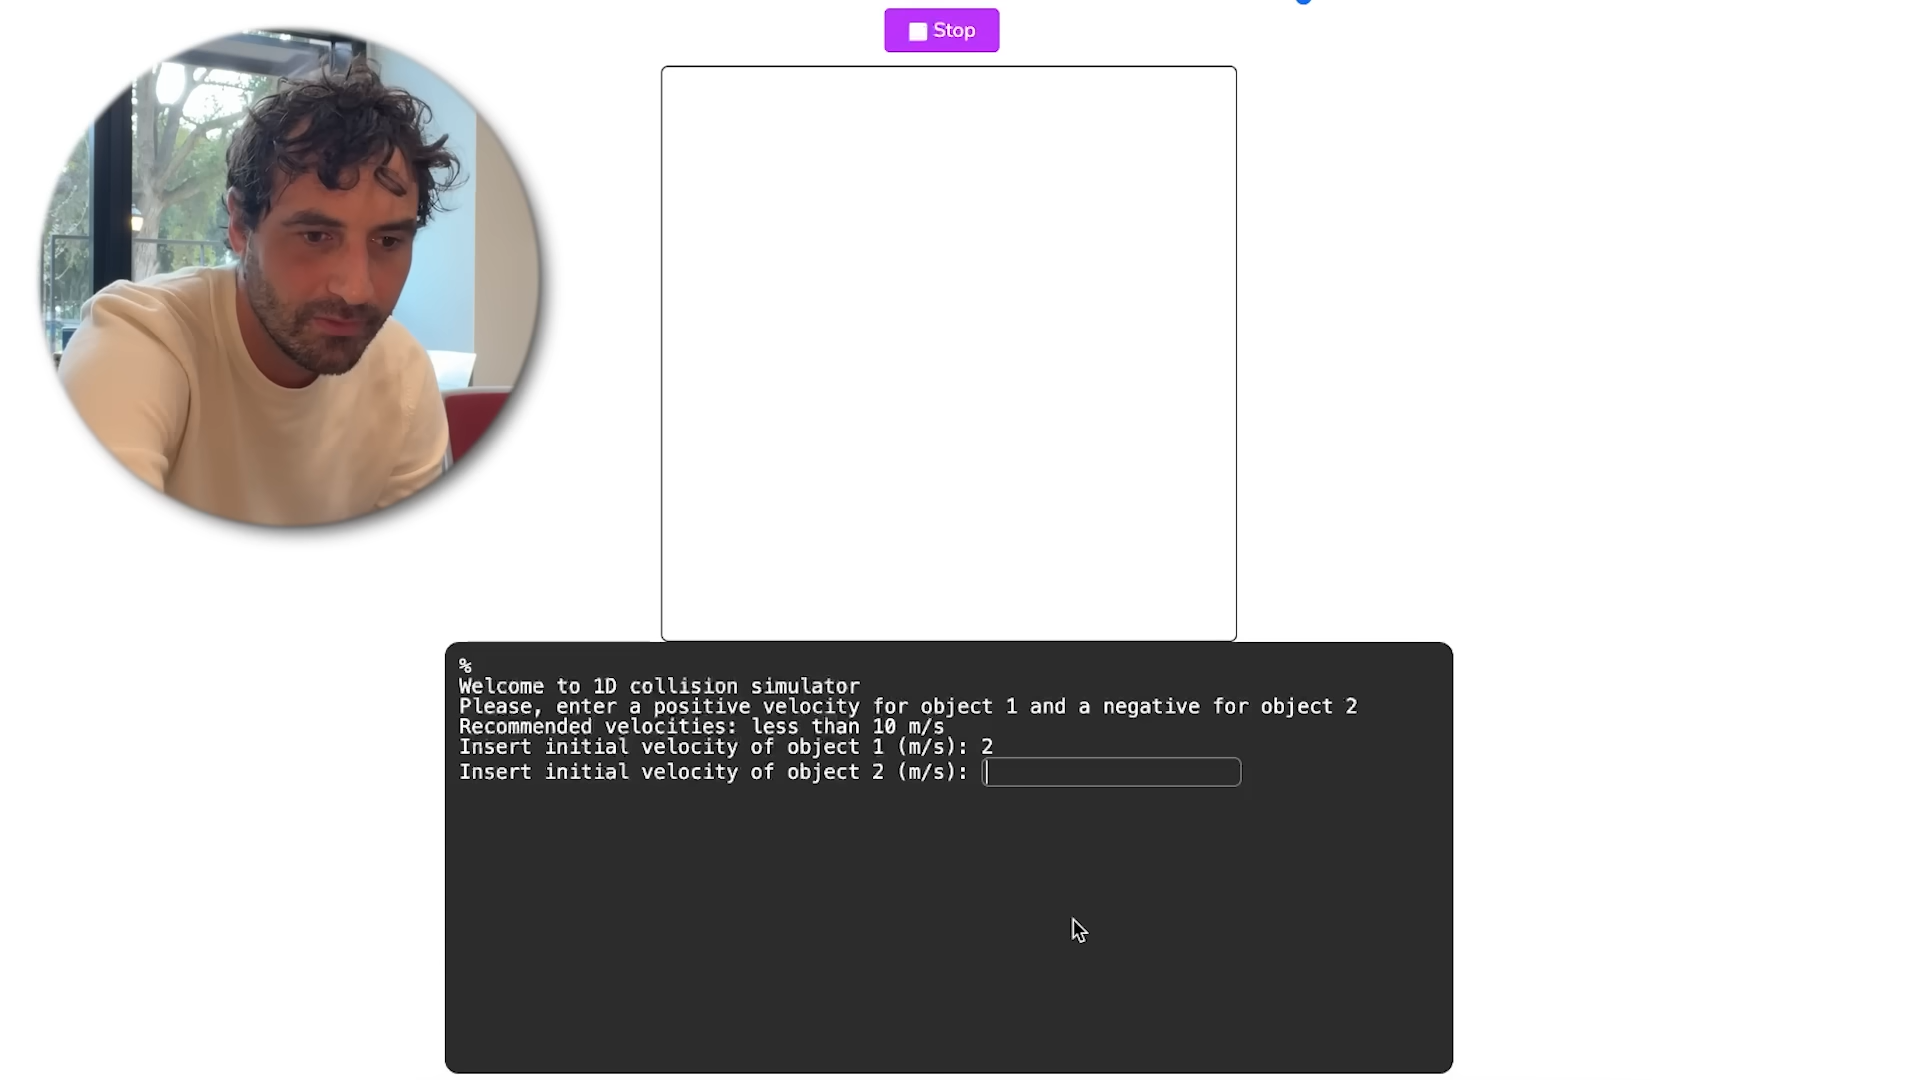 Stop
%
Welcome to 1D collision simulator
Please, enter a positive velocity for object 1 and a negative for object 2
Recommended velocities: less than 10 m/s
Insert initial velocity of object 1 (m/s): 2
Insert initial velocity of object 2 (m/s):